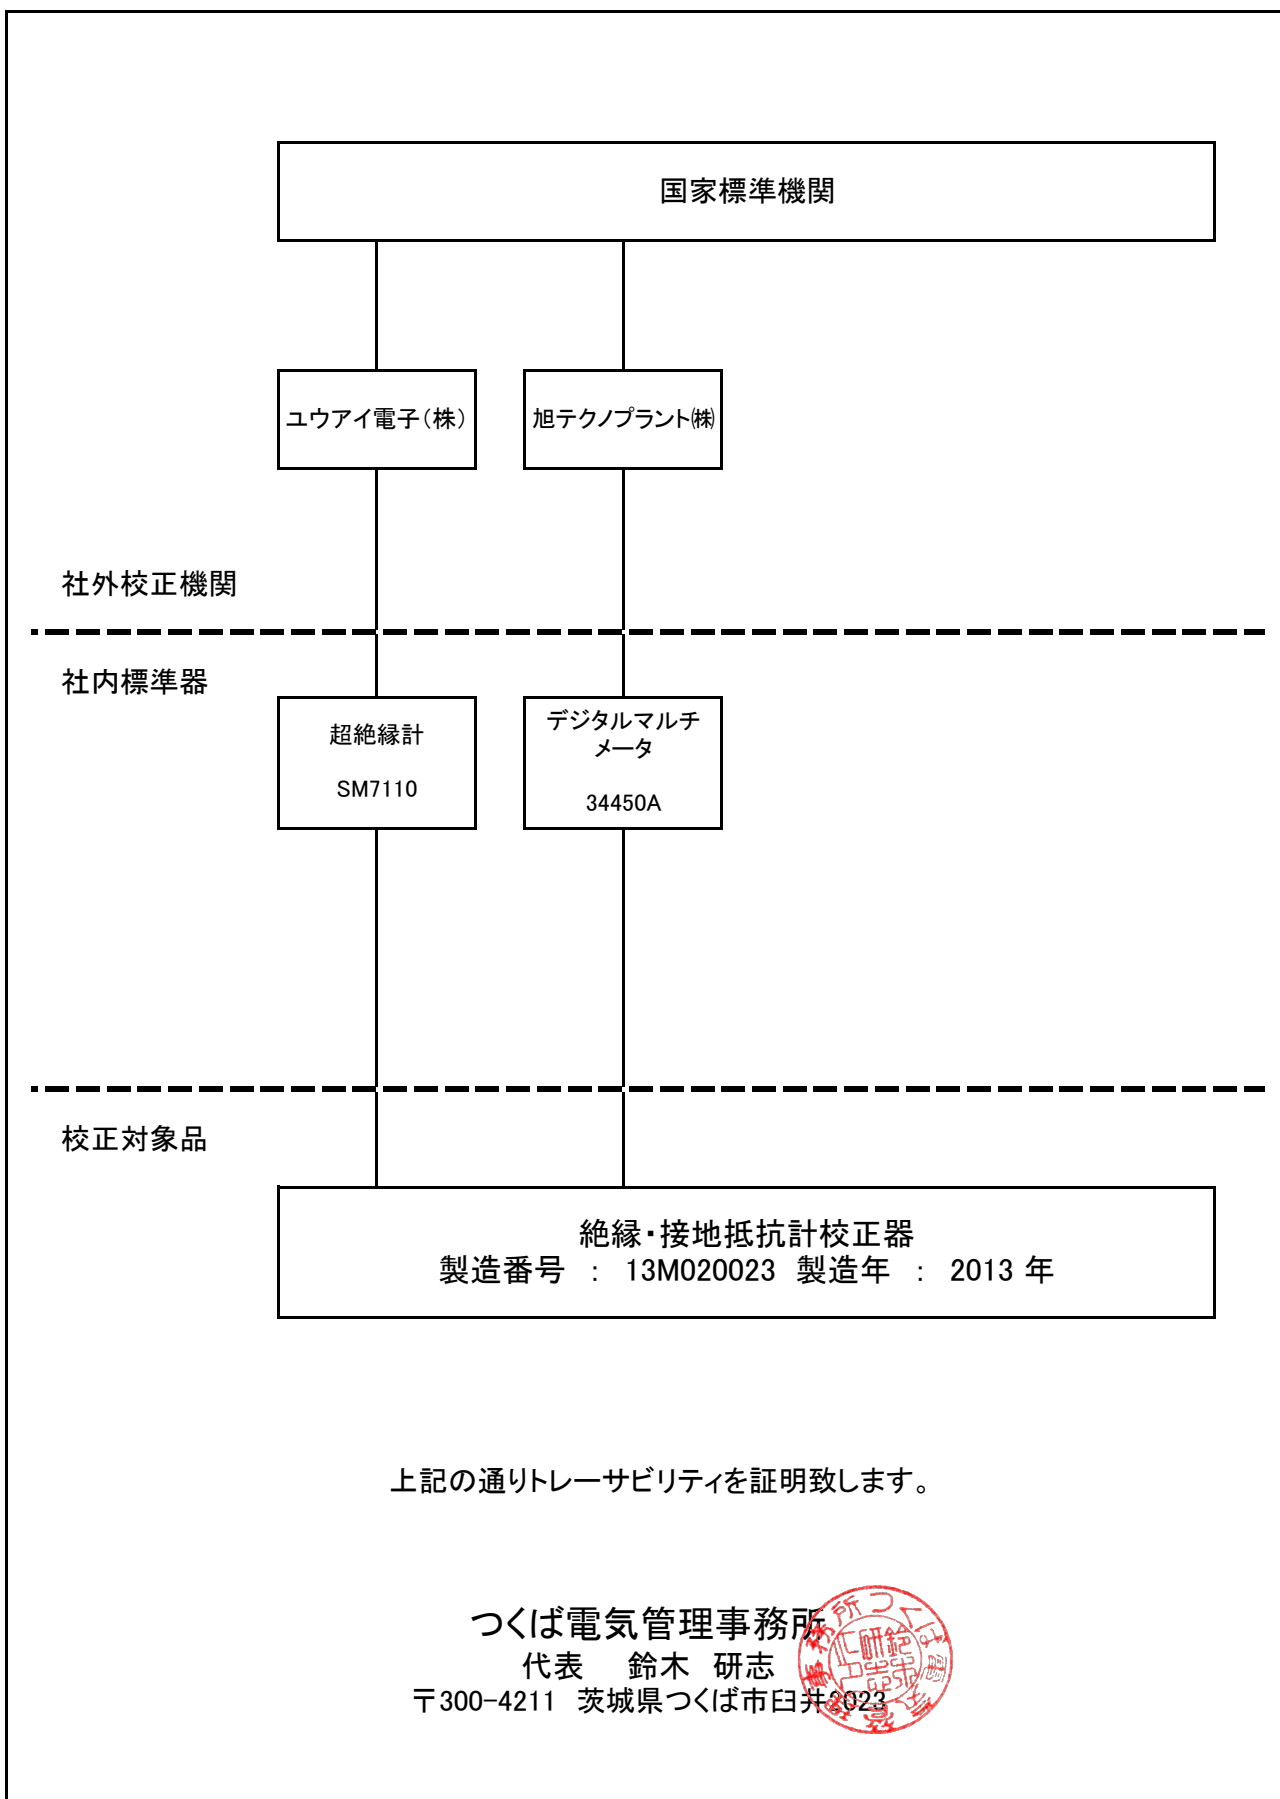 国家標準機関
ユウアイ電子（株）
旭テクノプラント㈱
社外校正機関
社内標準器
超絶縁計
SM7110
デジタルマルチ
メータ
34450A
校正対象品
絶縁・接地抵抗計校正器
製造番号 ： 13M020023 製造年 ： 2013 年
上記の通りトレーサビリティを証明致します。
つくば電気管理事務所
代表 鈴木 研志
〒300-4211 茨城県つくば市臼井2023